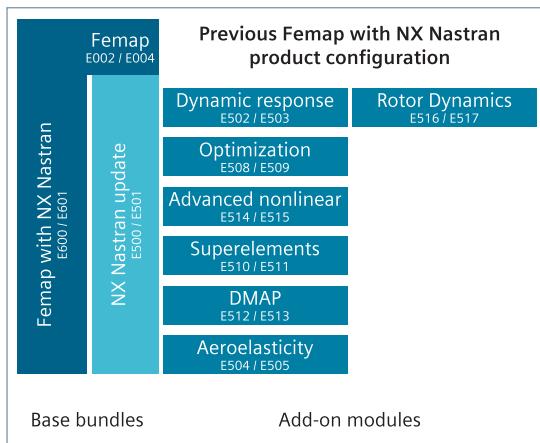 Femap
E002 / E004
Previous Femap with NX Nastran
product configuration
Femap with NX Nastran
E600 / E601
NX Nastran update
E500 / E501
Dynamic response
E502 / E503
Rotor Dynamics
E516 / E517
Optimization
E508 / E509
Advanced nonlinear
E514 / E515
Superelements
E510 / E511
DMAP
E512 / E513
Aeroelasticity
E504 / E505
Base bundles
Add-on modules